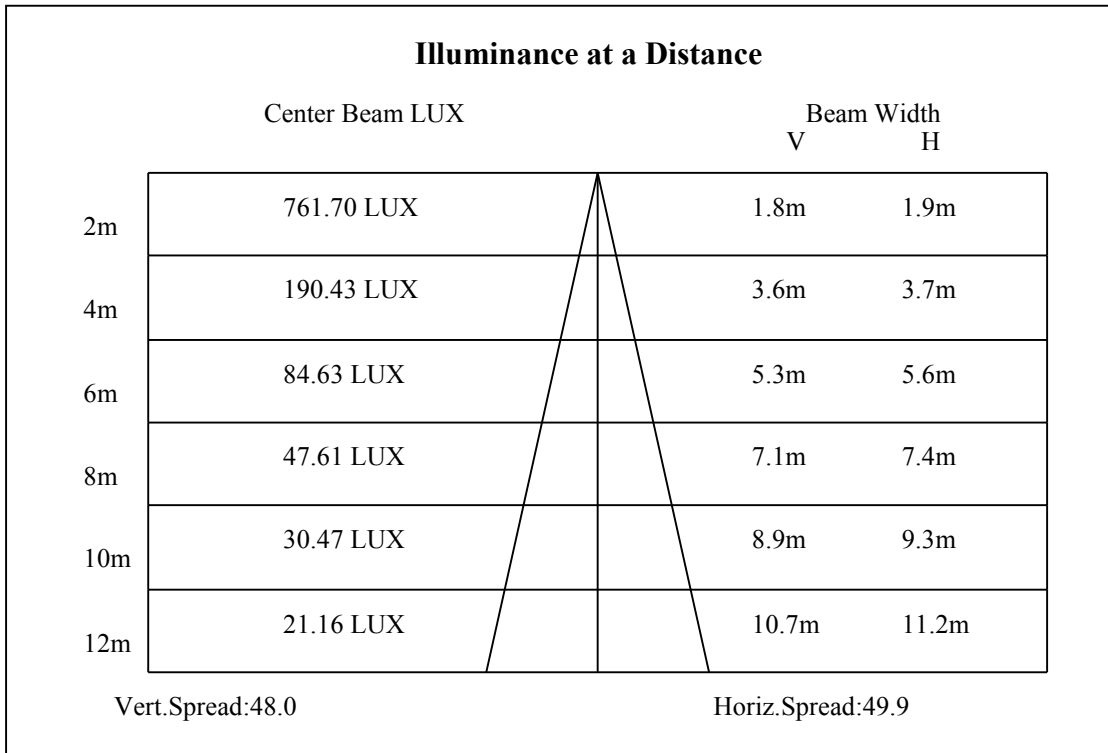 Illuminance at a Distance
Center Beam LUX Beam Width
V H
2m 761.70 LUX 1.8m 1.9m
4m 190.43 LUX 3.6m 3.7m
6m 84.63 LUX 5.3m 5.6m
8m 47.61 LUX 7.1m 7.4m
10m 30.47 LUX 8.9m 9.3m
12m 21.16 LUX 10.7m 11.2m
Vert.Spread:48.0 Horiz.Spread:49.9